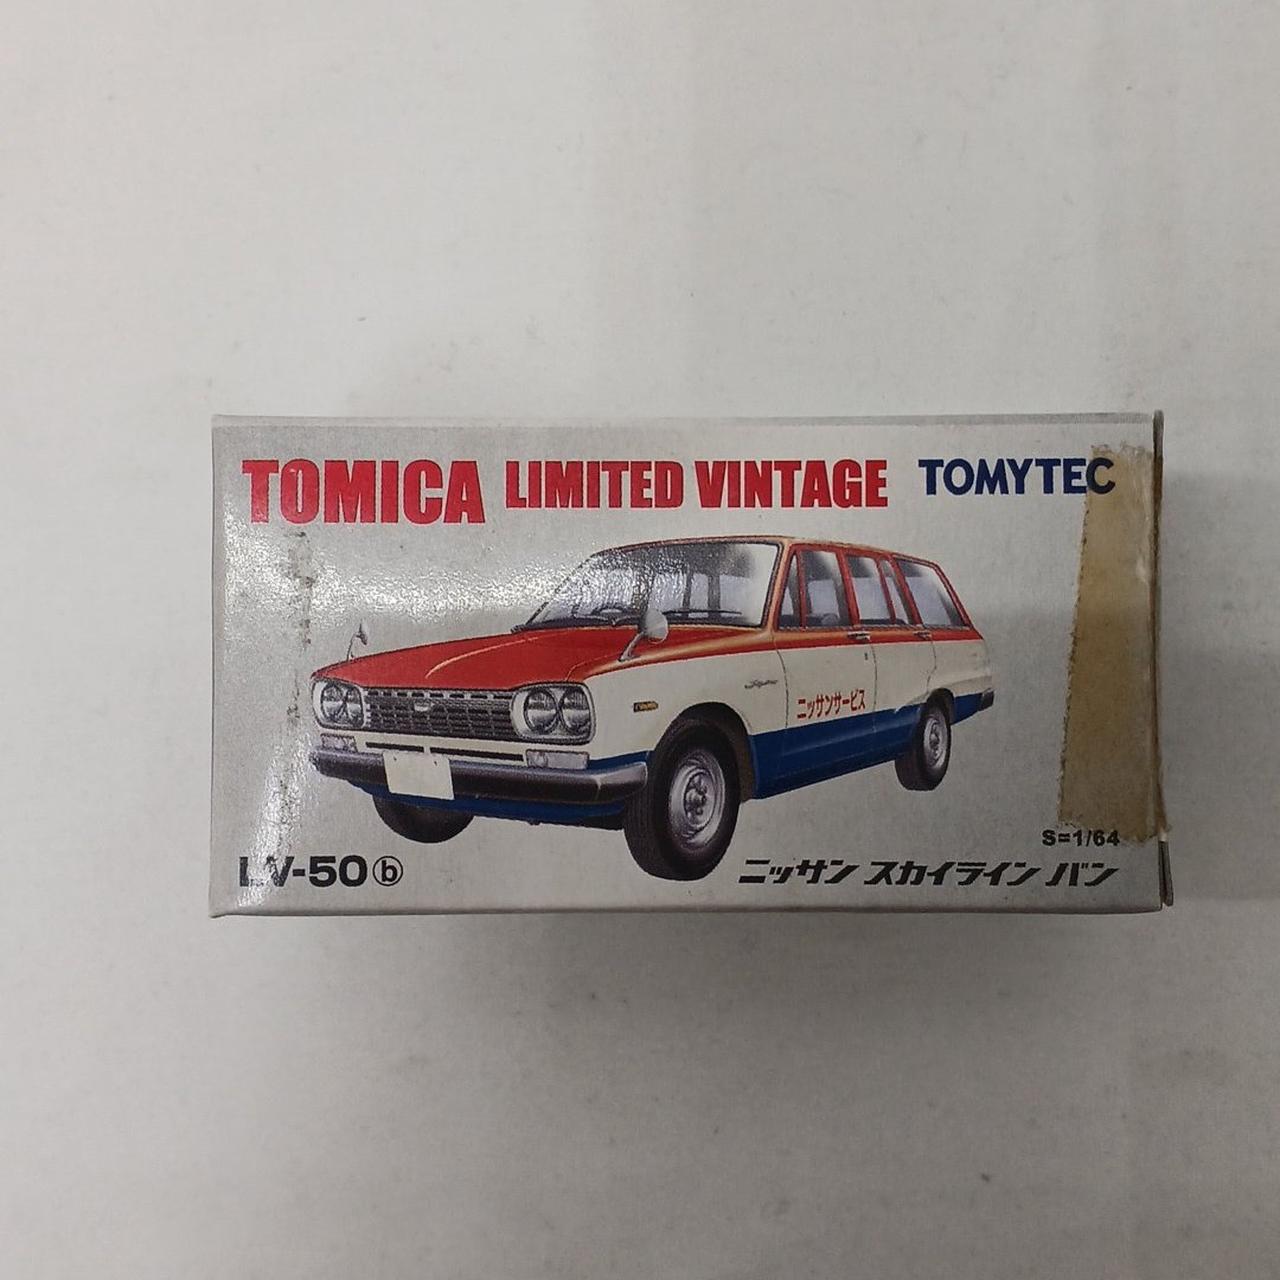 TOMICA LIMITED VINTAGE TOMYTEC
ニッサンサービス
S=1/64
LV-50ⓑ ニッサン スカイライン バン